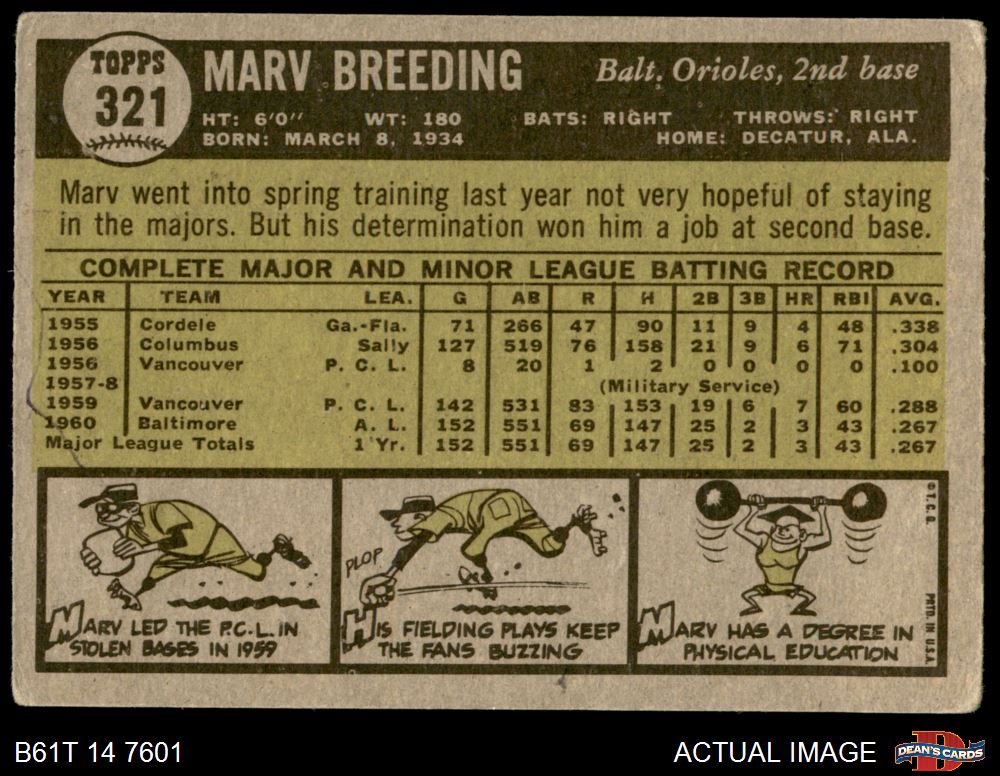 TOPPS
321
MARV BREEDING
Balt. Orioles, 2nd base
HT: 6'0" WT: 180 BATS: RIGHT THROWS: RIGHT
BORN: MARCH 8, 1934 HOME: DECATUR, ALA.
Marv went into spring training last year not very hopeful of staying
in the majors. But his determination won him a job at second base.
COMPLETE MAJOR AND MINOR LEAGUE BATTING RECORD
YEAR TEAM LEA. G AB R H 2B 3B HR RBI AVG.
1955 Cordele Ga.-Fla. 71 266 47 90 11 9 4 48 .338
1956 Columbus Sally 127 519 76 158 21 9 6 71 .304
1956 Vancouver P. C. L. 8 20 1 2 0 0 0 0 .100
1957-8 (Military Service)
1959 Vancouver P. C. L. 142 531 83 153 19 6 7 60 .288
1960 Baltimore A. L. 152 551 69 147 25 2 3 43 .267
Major League Totals 1 Yr. 152 551 69 147 25 2 3 43 .267
MARV LED THE P.C.L. IN
STOLEN BASES IN 1959
PLOP
HIS FIELDING PLAYS KEEP
THE FANS BUZZING
MARV HAS A DEGREE IN
PHYSICAL EDUCATION
© T.C.G.
PRTD. IN U.S.A.
B61T 14 7601
ACTUAL IMAGE
DEAN'S CARDS